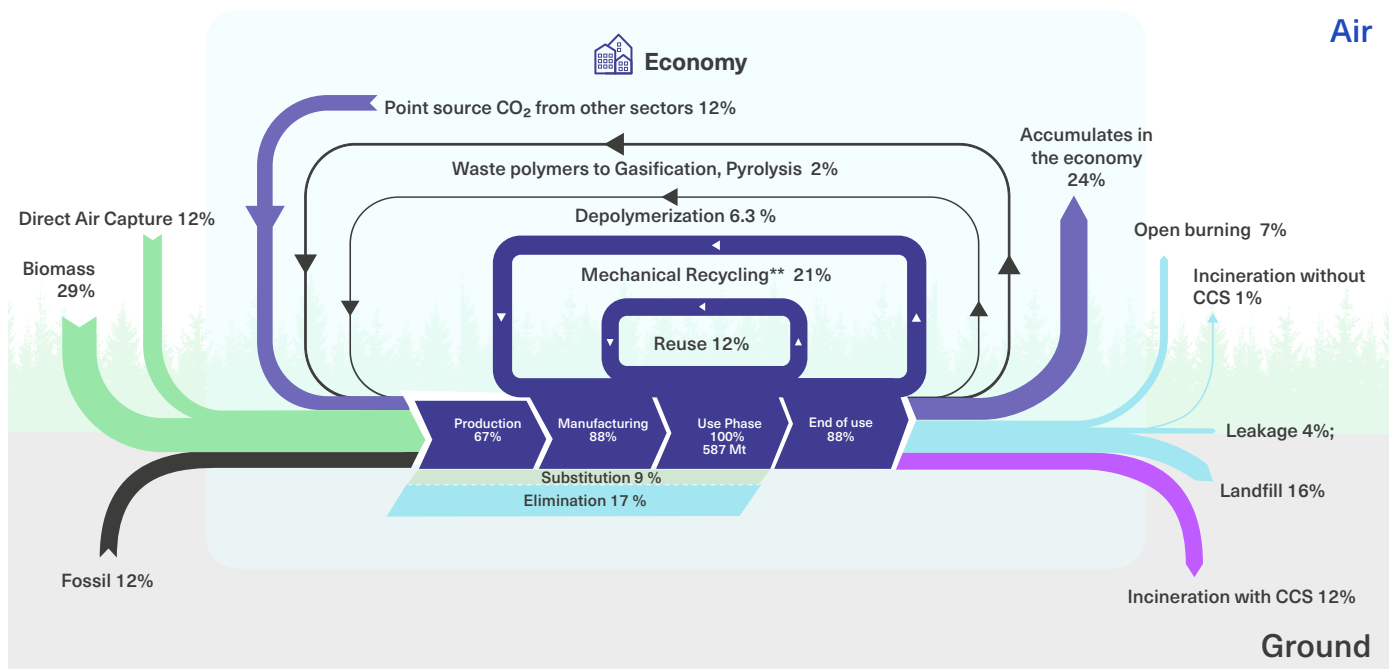 Air
Economy
Point source CO₂ from other sectors 12%
Accumulates in
the economy
24%
Waste polymers to Gasification, Pyrolysis 2%
Depolymerization 6.3 %
Direct Air Capture 12%
Open burning 7%
Biomass
29%
Mechanical Recycling** 21%
Incineration without
CCS 1%
Reuse 12%
Production
67%
Manufacturing
88%
Use Phase
100%
587 Mt
End of use
88%
Leakage 4%;
Substitution 9 %
Elimination 17 %
Landfill 16%
Fossil 12%
Incineration with CCS 12%
Ground